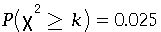 P(χ² ≥ k) = 0.025